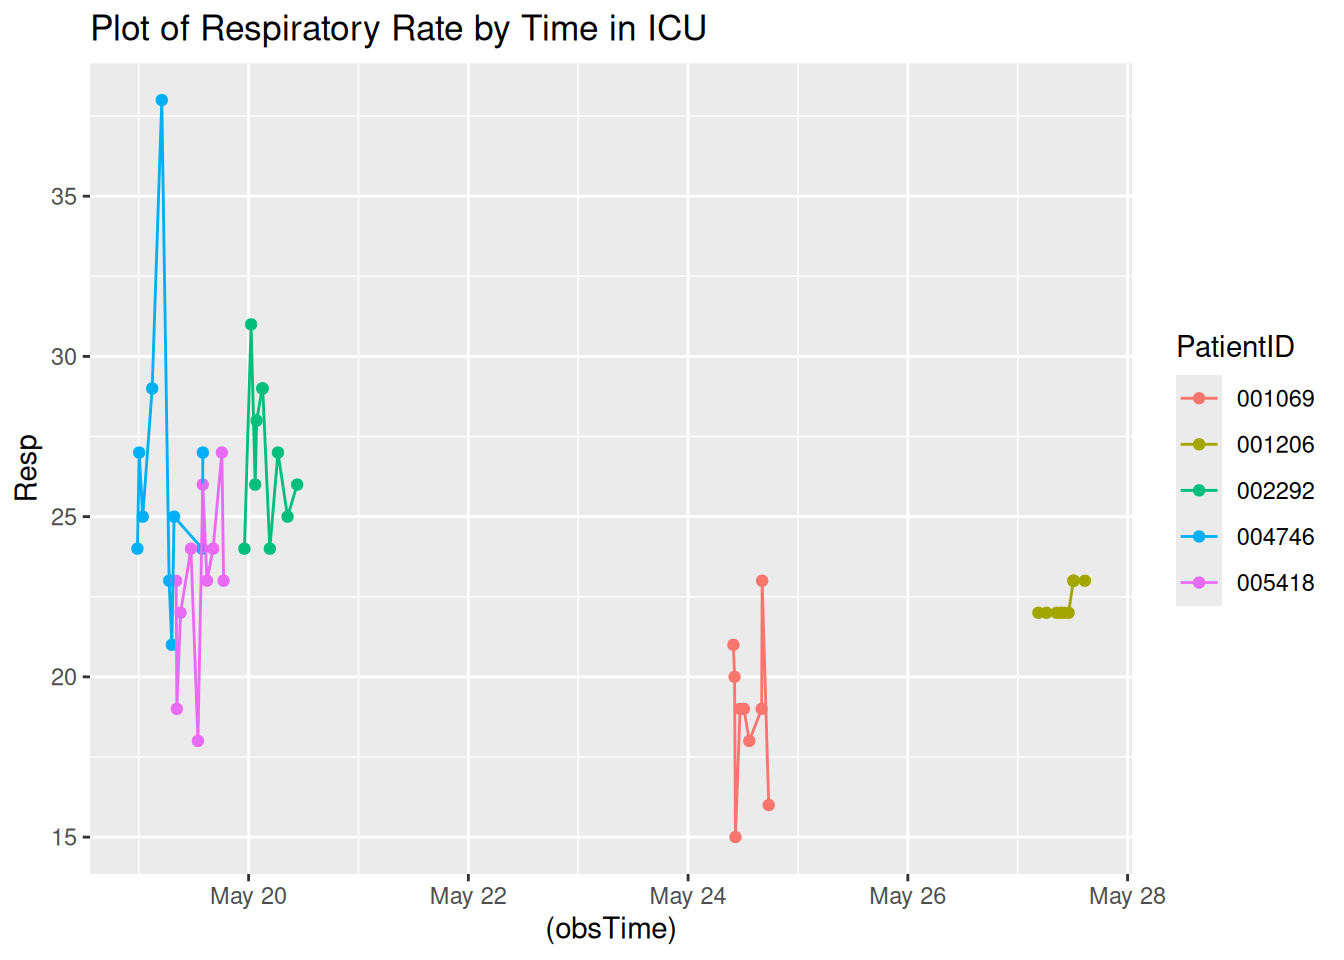 Plot of Respiratory Rate by Time in ICU
35
30
25
20
15
Resp
May 20
May 22
May 24
May 26
May 28
(obsTime)
PatientID
001069
001206
002292
004746
005418